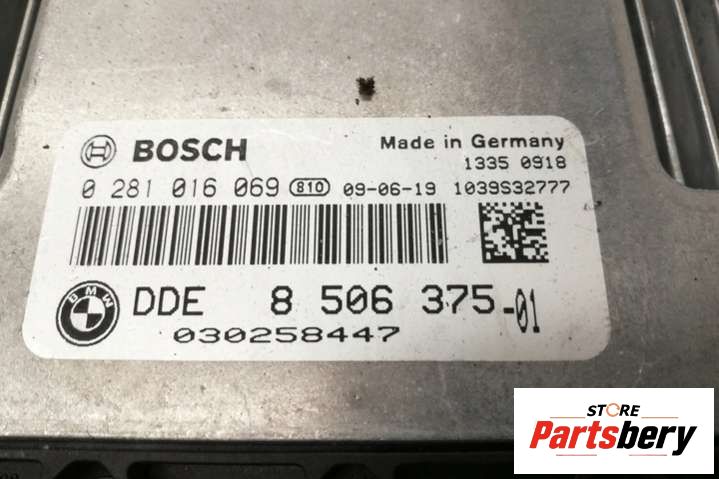 BOSCH Made in Germany
1335 0918
0 281 016 069 810 09-06-19 1039S32777
BMW DDE 8 506 375-01
030258447
STORE
Partsbery